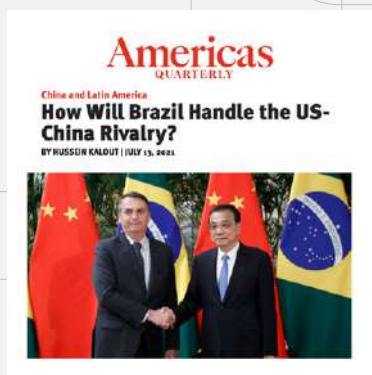 Americas
QUARTERLY
China and Latin America
How Will Brazil Handle the US-
China Rivalry?
BY HUSSEIN KALOUT | JULY 13, 2021